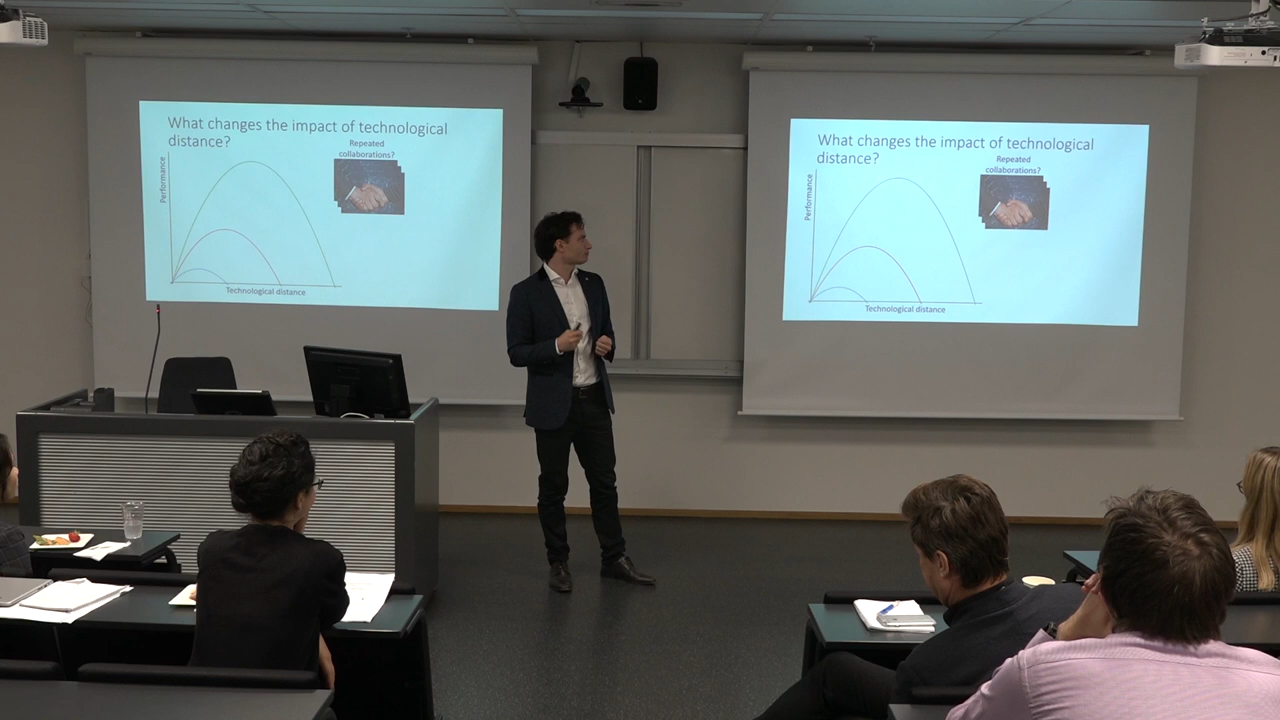 What changes the impact of technological
distance?
Repeated
collaborations?
Performance
Technological distance
What changes the impact of technological
distance?
Repeated
collaborations?
Performance
Technological distance